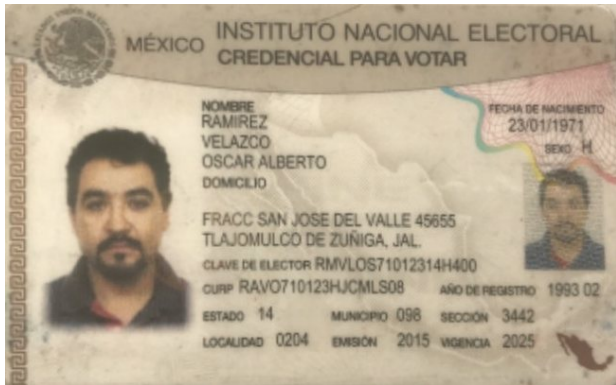 MÉXICO
INSTITUTO NACIONAL ELECTORAL
CREDENCIAL PARA VOTAR
NOMBRE
RAMIREZ
VELAZCO
OSCAR ALBERTO
FECHA DE NACIMIENTO
23/01/1971
SEXO H
DOMICILIO
FRACC SAN JOSE DEL VALLE 45655
TLAJOMULCO DE ZUÑIGA, JAL.
CLAVE DE ELECTOR RMVLOS71012314H400
CURP RAVO710123HJCMLS08 AÑO DE REGISTRO 1993 02
ESTADO 14 MUNICIPIO 098 SECCIÓN 3442
LOCALIDAD 0204 EMISIÓN 2015 VIGENCIA 2025